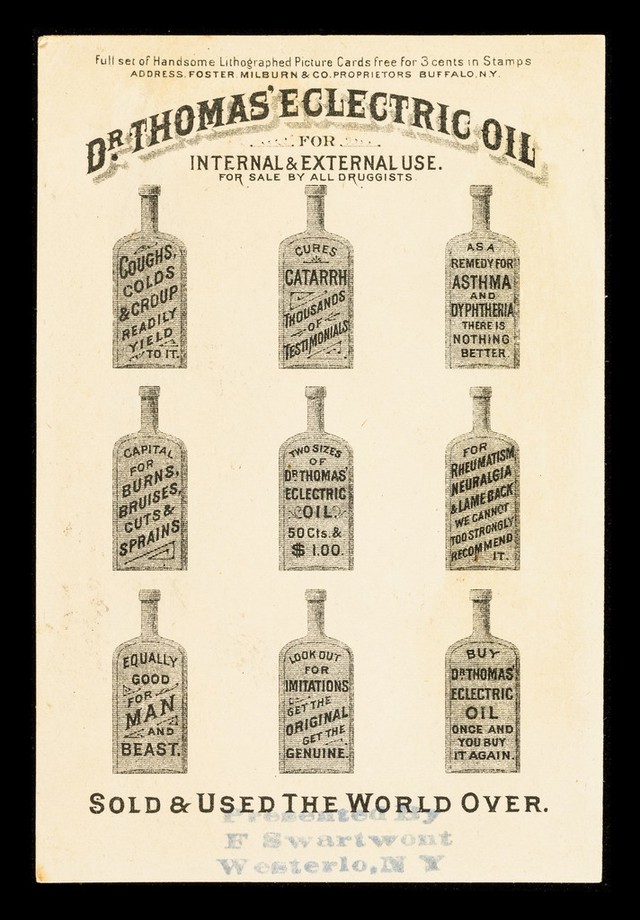 Full set of Handsome Lithographed Picture Cards free for 3 cents in Stamps
ADDRESS. FOSTER, MILBURN & CO. PROPRIETORS BUFFALO, N.Y.
DR. THOMAS' ECLECTRIC OIL
FOR
INTERNAL & EXTERNAL USE.
FOR SALE BY ALL DRUGGISTS
COUGHS,
COLDS
& CROUP
READILY
YIELD
TO IT.
CURES
CATARRH
THOUSANDS
OF
TESTIMONIALS
AS A
REMEDY FOR
ASTHMA
AND
DYPHTHERIA
THERE IS
NOTHING
BETTER.
CAPITAL
FOR
BURNS,
BRUISES,
CUTS &
SPRAINS
TWO SIZES
OF
DR THOMAS'
ECLECTRIC
OIL.
50 Cts. &
$ 1.00.
FOR
RHEUMATISM
NEURALGIA
& LAME BACK
WE CANNOT
TOO STRONGLY
RECOMMEND
IT.
EQUALLY
GOOD
FOR
MAN
AND
BEAST.
LOOK OUT
FOR
IMITATIONS
GET THE
ORIGINAL
GET THE
GENUINE.
BUY
DR THOMAS'
ECLECTRIC
OIL
ONCE AND
YOU BUY
IT AGAIN.
SOLD & USED THE WORLD OVER.
Presented By
F Swartwout
Westerlo, N Y